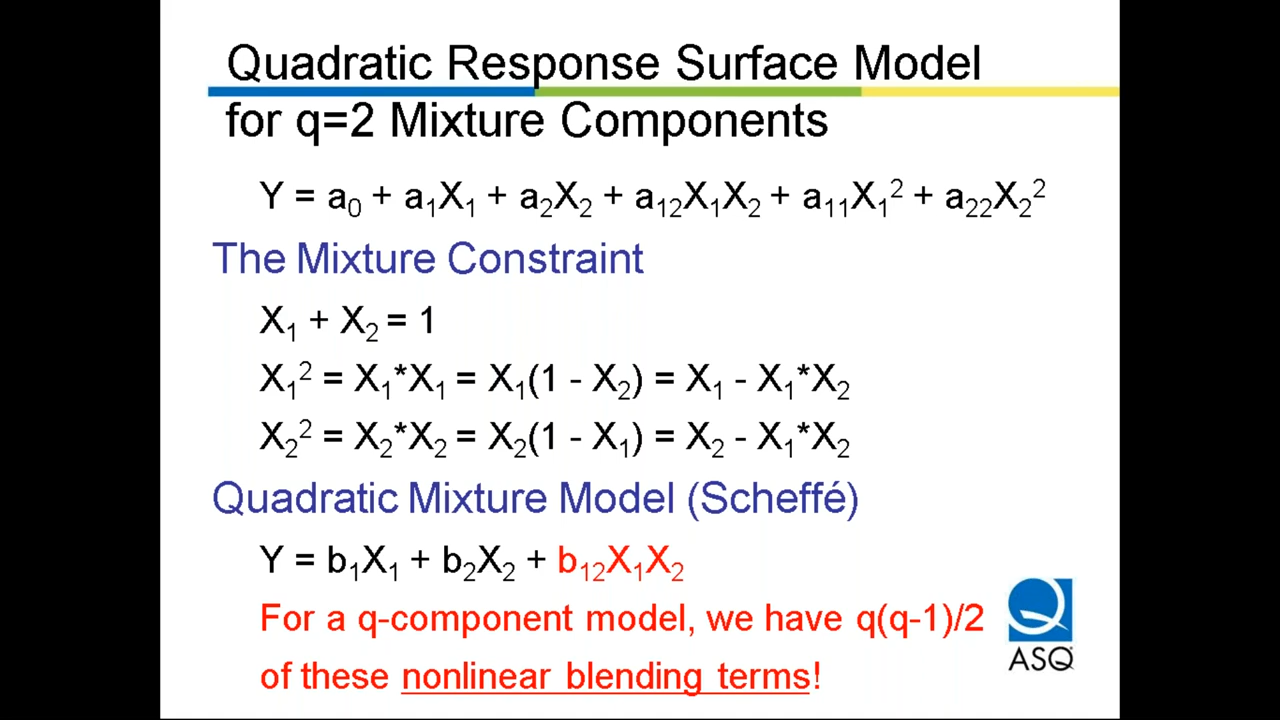 Quadratic Response Surface Model
for q=2 Mixture Components
Y = a₀ + a₁X₁ + a₂X₂ + a₁₂X₁X₂ + a₁₁X₁² + a₂₂X₂²
The Mixture Constraint
X₁ + X₂ = 1
X₁² = X₁*X₁ = X₁(1 - X₂) = X₁ - X₁*X₂
X₂² = X₂*X₂ = X₂(1 - X₁) = X₂ - X₁*X₂
Quadratic Mixture Model (Scheffé)
Y = b₁X₁ + b₂X₂ + b₁₂X₁X₂
For a q-component model, we have q(q-1)/2
of these nonlinear blending terms!
ASQ